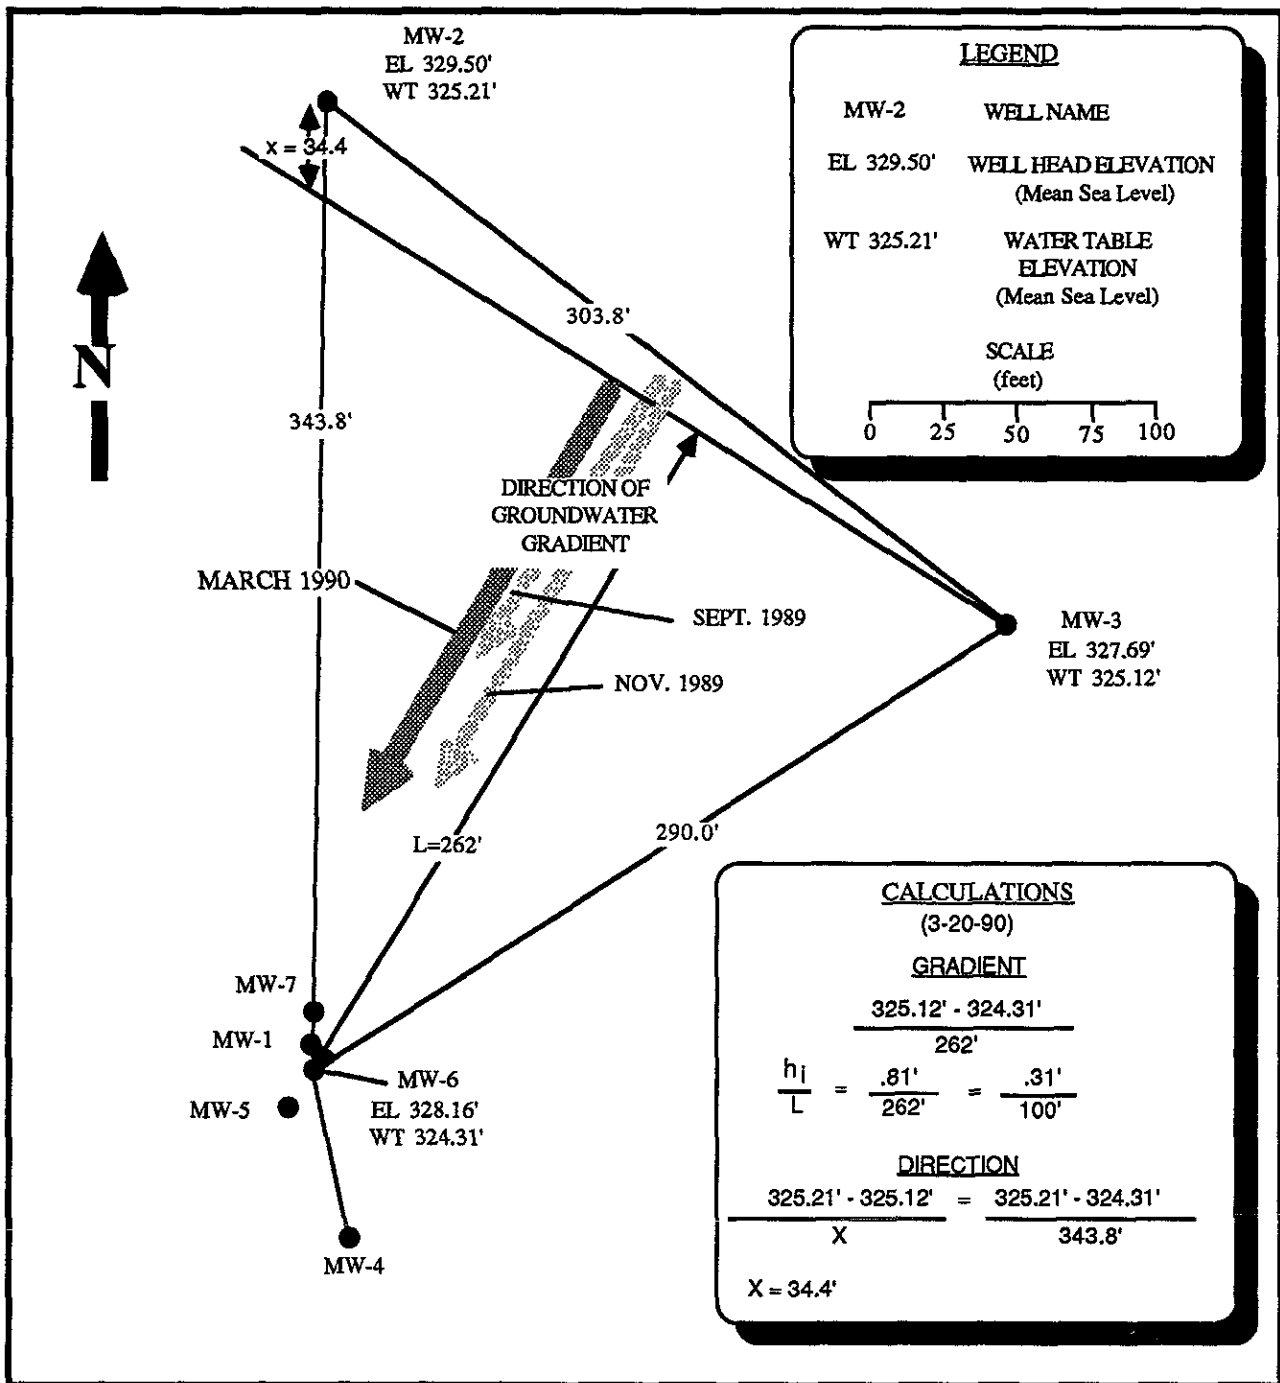 MW-2
EL 329.50'
WT 325.21'
x = 34.4
303.8'
343.8'
N
DIRECTION OF
GROUNDWATER
GRADIENT
MARCH 1990
SEPT. 1989
NOV. 1989
MW-3
EL 327.69'
WT 325.12'
L=262'
290.0'
MW-7
MW-1
MW-6
EL 328.16'
WT 324.31'
MW-5
MW-4
LEGEND
MW-2 WELL NAME
EL 329.50' WELL HEAD ELEVATION
(Mean Sea Level)
WT 325.21' WATER TABLE
ELEVATION
(Mean Sea Level)
SCALE
(feet)
0 25 50 75 100
CALCULATIONS
(3-20-90)
GRADIENT
325.12' - 324.31'
262'
hi = .81' = .31'
L 262' 100'
DIRECTION
325.21' - 325.12' = 325.21' - 324.31'
X 343.8'
X = 34.4'